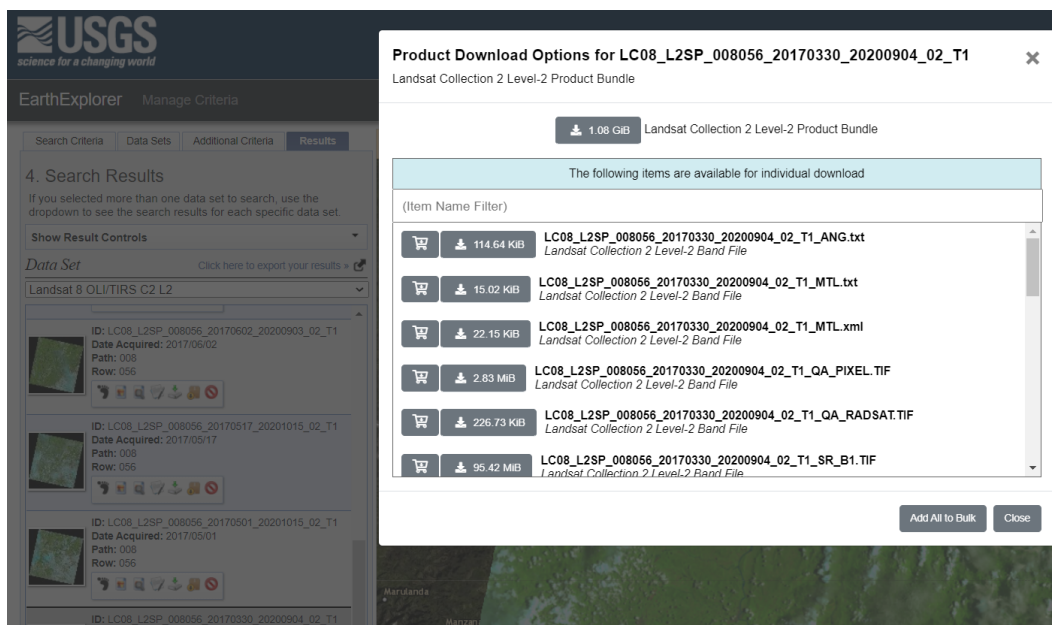 USGS
science for a changing world
EarthExplorer Manage Criteria
Search Criteria Data Sets Additional Criteria Results
4. Search Results
If you selected more than one data set to search, use the
dropdown to see the search results for each specific data set.
Show Result Controls
Data Set Click here to export your results »
Landsat 8 OLI/TIRS C2 L2
ID: LC08_L2SP_008056_20170602_20200903_02_T1
Date Acquired: 2017/06/02
Path: 008
Row: 056
ID: LC08_L2SP_008056_20170517_20201015_02_T1
Date Acquired: 2017/05/17
Path: 008
Row: 056
ID: LC08_L2SP_008056_20170501_20201015_02_T1
Date Acquired: 2017/05/01
Path: 008
Row: 056
ID: LC08_L2SP_008056_20170330_20200904_02_T1
Product Download Options for LC08_L2SP_008056_20170330_20200904_02_T1
Landsat Collection 2 Level-2 Product Bundle
1.08 GiB Landsat Collection 2 Level-2 Product Bundle
The following items are available for individual download
(Item Name Filter)
114.64 KiB LC08_L2SP_008056_20170330_20200904_02_T1_ANG.txt
Landsat Collection 2 Level-2 Band File
15.02 KiB LC08_L2SP_008056_20170330_20200904_02_T1_MTL.txt
Landsat Collection 2 Level-2 Band File
22.15 KiB LC08_L2SP_008056_20170330_20200904_02_T1_MTL.xml
Landsat Collection 2 Level-2 Band File
2.83 MiB LC08_L2SP_008056_20170330_20200904_02_T1_QA_PIXEL.TIF
Landsat Collection 2 Level-2 Band File
226.73 KiB LC08_L2SP_008056_20170330_20200904_02_T1_QA_RADSAT.TIF
Landsat Collection 2 Level-2 Band File
95.42 MiB LC08_L2SP_008056_20170330_20200904_02_T1_SR_B1.TIF
Landsat Collection 2 Level-2 Band File
Add All to Bulk Close
Marulanda